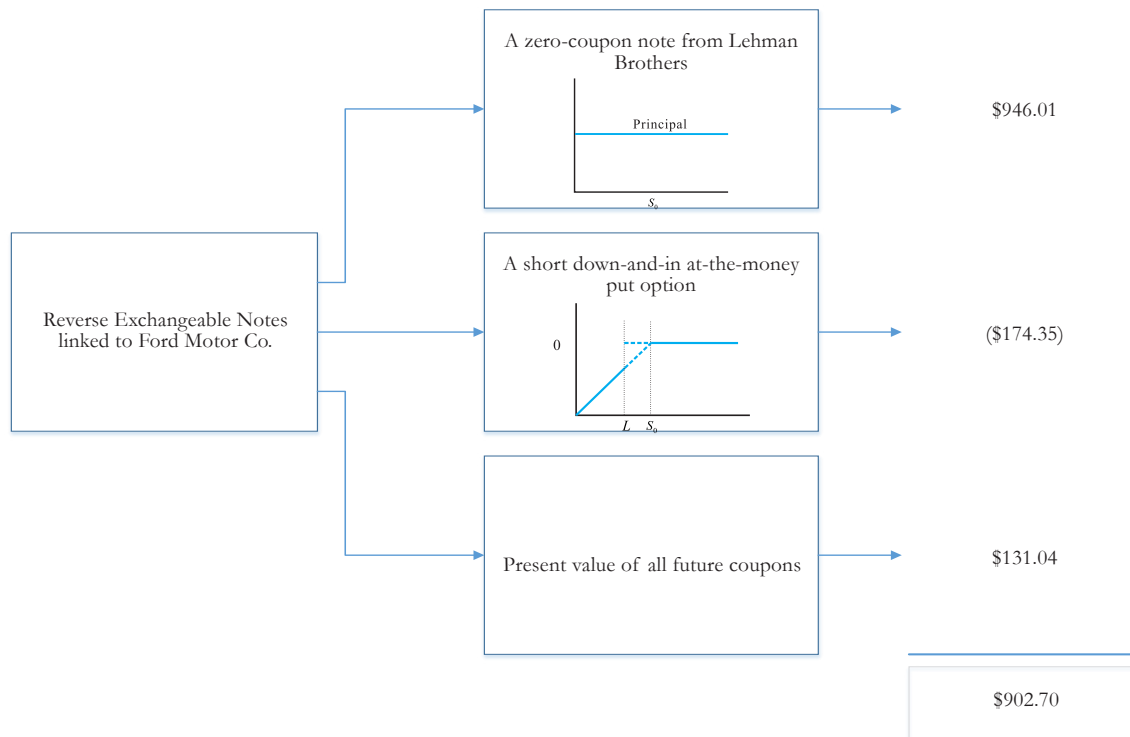 A zero-coupon note from Lehman
Brothers
Principal
S₀
$946.01
Reverse Exchangeable Notes
linked to Ford Motor Co.
A short down-and-in at-the-money
put option
0
L S₀
($174.35)
Present value of all future coupons
$131.04
$902.70